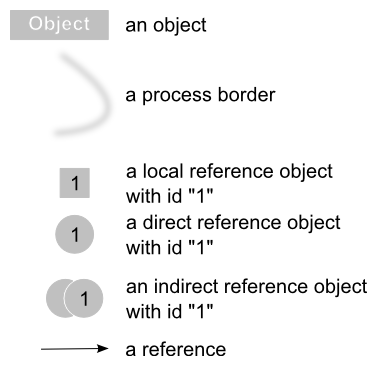 Object an object
a process border
1 a local reference object
with id "1"
1 a direct reference object
with id "1"
1 an indirect reference object
with id "1"
a reference